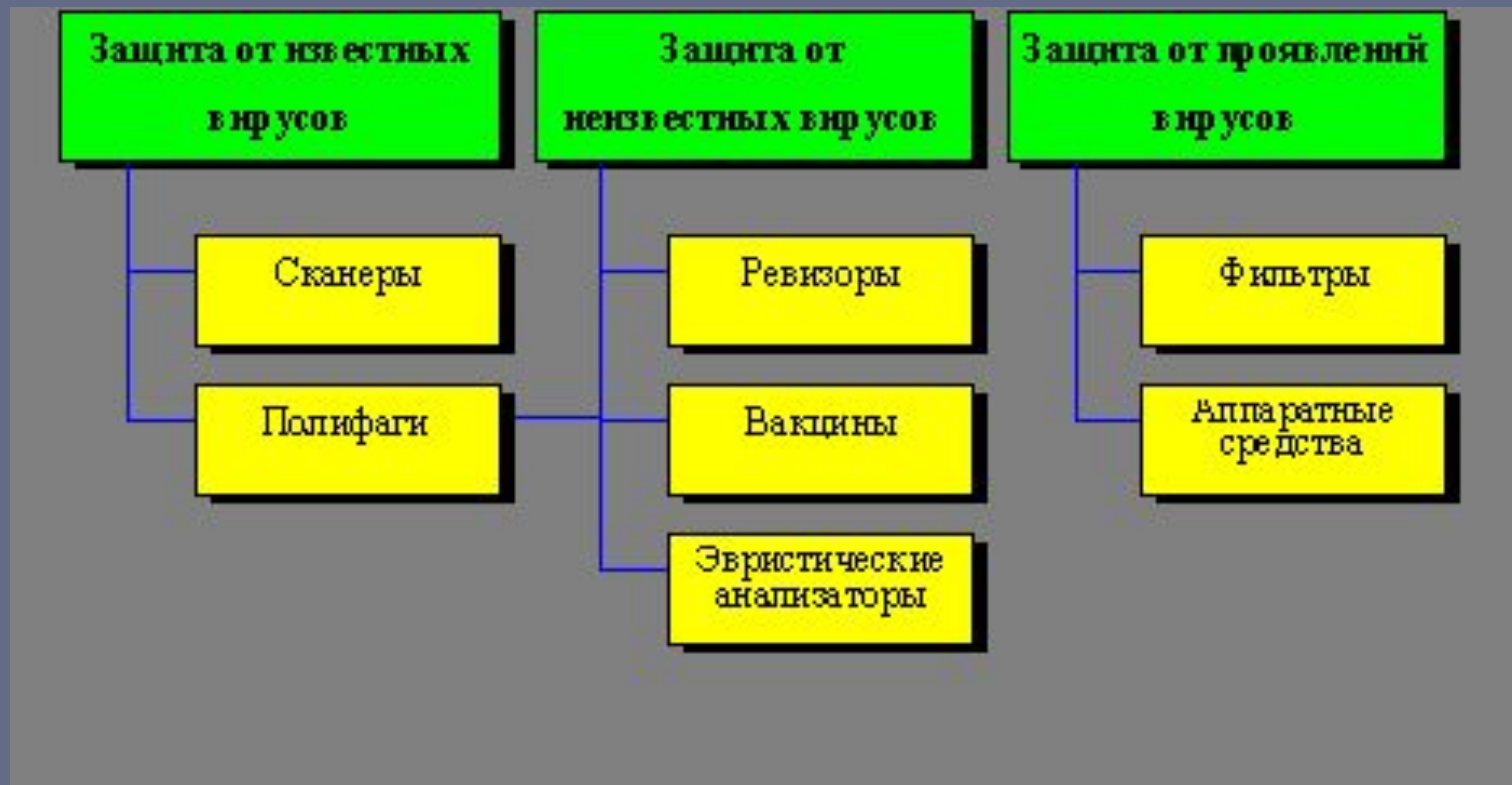 Защита от известных
вирусов
Сканеры
Полифаги
Защита от
неизвестных вирусов
Ревизоры
Вакцины
Эвристические
анализаторы
Защита от проявлений
вирусов
Фильтры
Аппаратные
средства